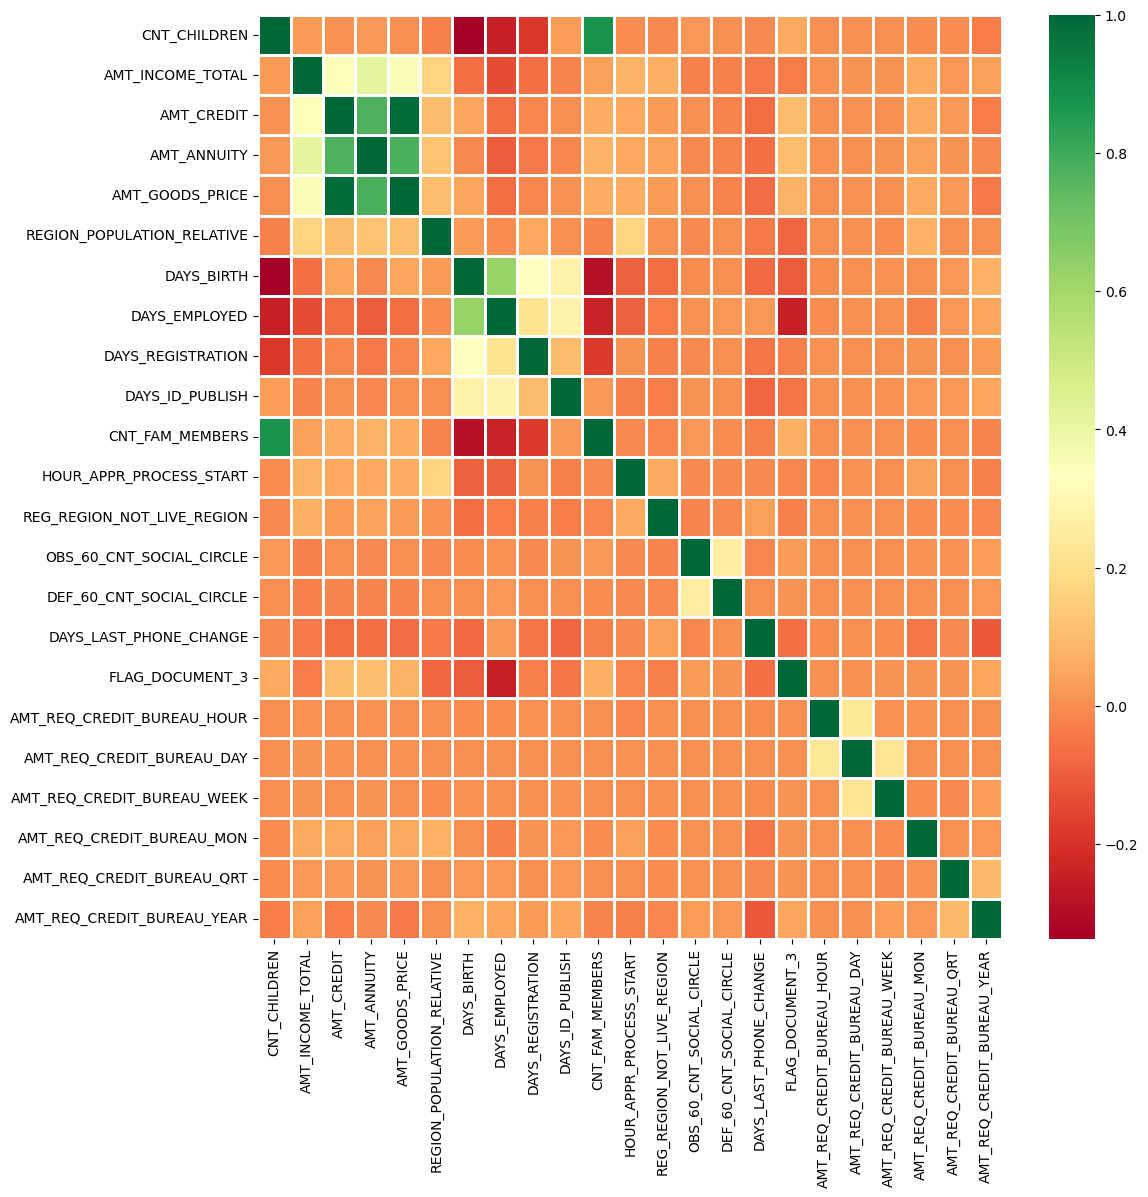 CNT_CHILDREN
AMT_INCOME_TOTAL
AMT_CREDIT
AMT_ANNUITY
AMT_GOODS_PRICE
REGION_POPULATION_RELATIVE
DAYS_BIRTH
DAYS_EMPLOYED
DAYS_REGISTRATION
DAYS_ID_PUBLISH
CNT_FAM_MEMBERS
HOUR_APPR_PROCESS_START
REG_REGION_NOT_LIVE_REGION
OBS_60_CNT_SOCIAL_CIRCLE
DEF_60_CNT_SOCIAL_CIRCLE
DAYS_LAST_PHONE_CHANGE
FLAG_DOCUMENT_3
AMT_REQ_CREDIT_BUREAU_HOUR
AMT_REQ_CREDIT_BUREAU_DAY
AMT_REQ_CREDIT_BUREAU_WEEK
AMT_REQ_CREDIT_BUREAU_MON
AMT_REQ_CREDIT_BUREAU_QRT
AMT_REQ_CREDIT_BUREAU_YEAR
CNT_CHILDREN
AMT_INCOME_TOTAL
AMT_CREDIT
AMT_ANNUITY
AMT_GOODS_PRICE
REGION_POPULATION_RELATIVE
DAYS_BIRTH
DAYS_EMPLOYED
DAYS_REGISTRATION
DAYS_ID_PUBLISH
CNT_FAM_MEMBERS
HOUR_APPR_PROCESS_START
REG_REGION_NOT_LIVE_REGION
OBS_60_CNT_SOCIAL_CIRCLE
DEF_60_CNT_SOCIAL_CIRCLE
DAYS_LAST_PHONE_CHANGE
FLAG_DOCUMENT_3
AMT_REQ_CREDIT_BUREAU_HOUR
AMT_REQ_CREDIT_BUREAU_DAY
AMT_REQ_CREDIT_BUREAU_WEEK
AMT_REQ_CREDIT_BUREAU_MON
AMT_REQ_CREDIT_BUREAU_QRT
AMT_REQ_CREDIT_BUREAU_YEAR
1.0
0.8
0.6
0.4
0.2
0.0
−0.2